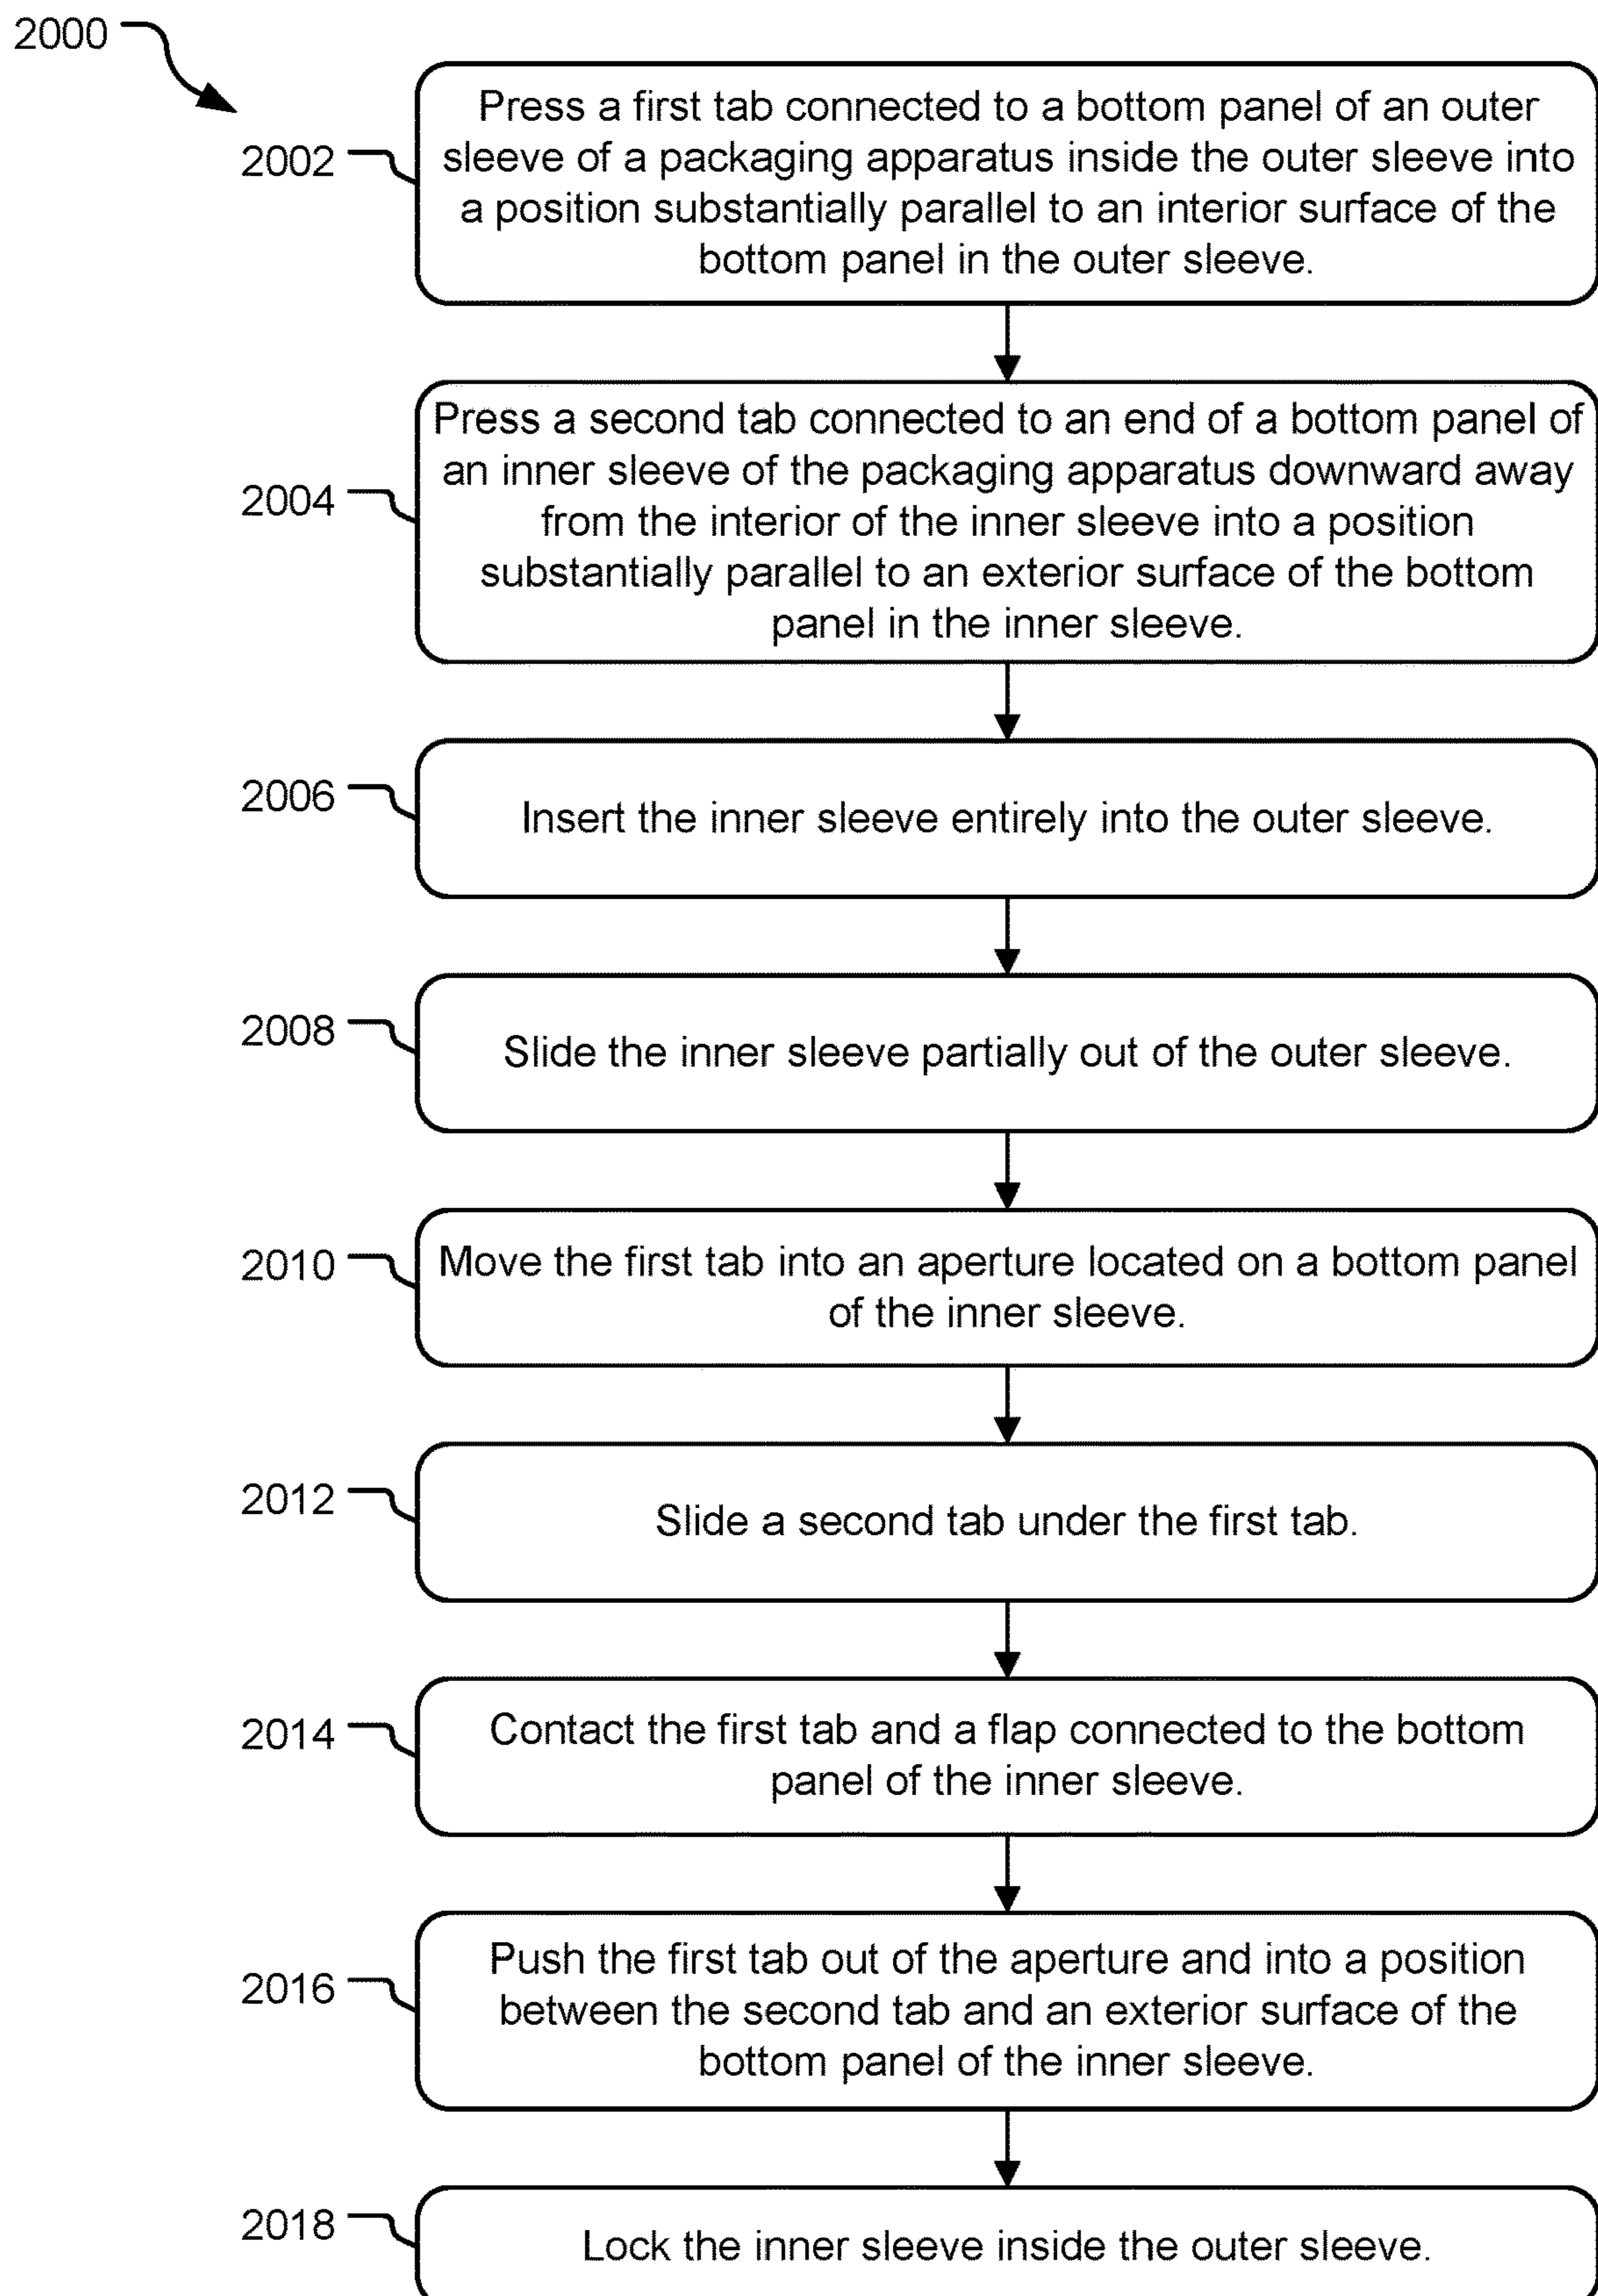 2000
2002
Press a first tab connected to a bottom panel of an outer
sleeve of a packaging apparatus inside the outer sleeve into
a position substantially parallel to an interior surface of the
bottom panel in the outer sleeve.
2004
Press a second tab connected to an end of a bottom panel of
an inner sleeve of the packaging apparatus downward away
from the interior of the inner sleeve into a position
substantially parallel to an exterior surface of the bottom
panel in the inner sleeve.
2006
Insert the inner sleeve entirely into the outer sleeve.
2008
Slide the inner sleeve partially out of the outer sleeve.
2010
Move the first tab into an aperture located on a bottom panel
of the inner sleeve.
2012
Slide a second tab under the first tab.
2014
Contact the first tab and a flap connected to the bottom
panel of the inner sleeve.
2016
Push the first tab out of the aperture and into a position
between the second tab and an exterior surface of the
bottom panel of the inner sleeve.
2018
Lock the inner sleeve inside the outer sleeve.